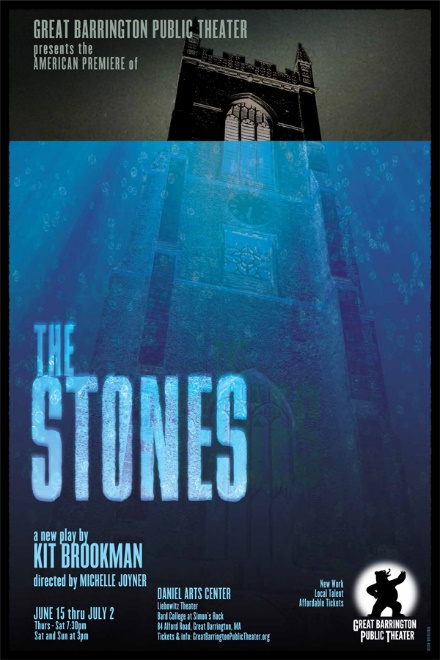 GREAT BARRINGTON PUBLIC THEATER
presents the
AMERICAN PREMIERE of
THE
STONES
a new play by
KIT BROOKMAN
directed by MICHELLE JOYNER
JUNE 15 thru JULY 2
Thurs - Sat 7:30pm
Sat and Sun at 3pm
DANIEL ARTS CENTER
Liebowitz Theater
Bard College at Simon's Rock
84 Alford Road, Great Barrington, MA
Tickets & info: GreatBarringtonPublicTheater.org
New Work
Local Talent
Affordable Tickets
GREAT BARRINGTON
PUBLIC THEATER